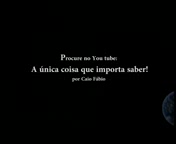 Procure no You tube:
A única coisa que importa saber!
por Caio Fábio